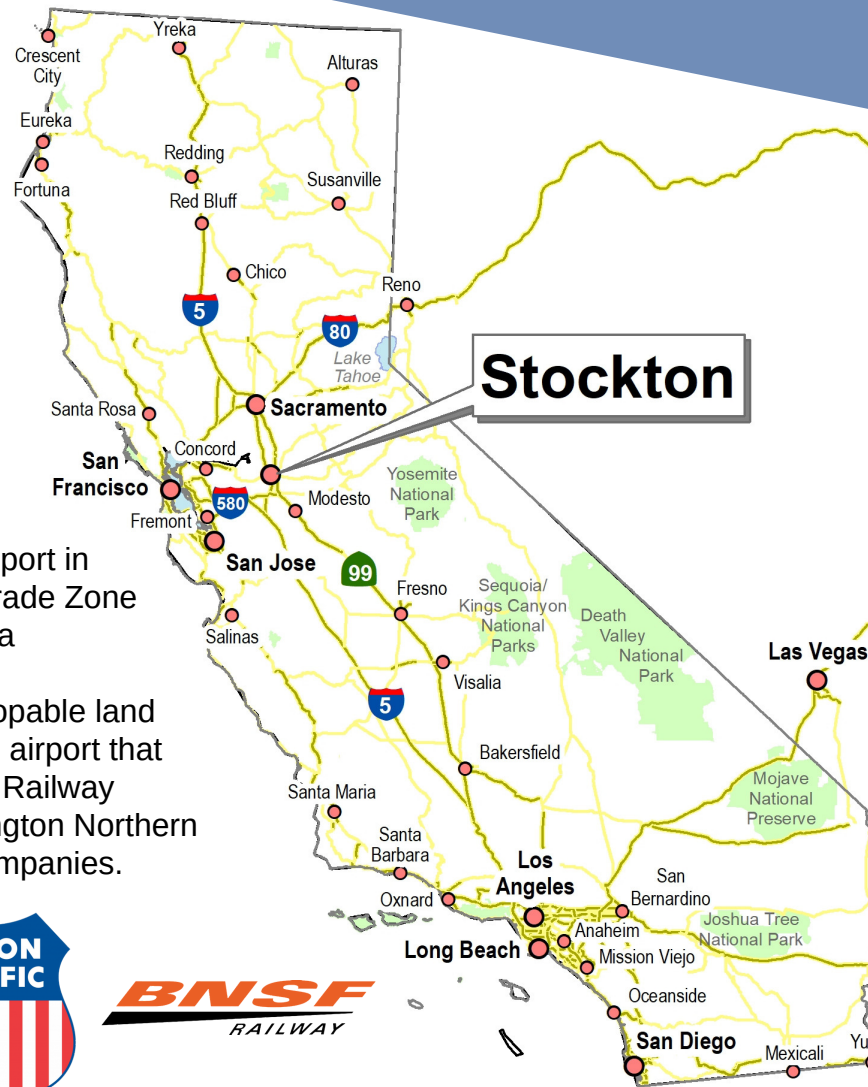 Yreka
Crescent
City
Alturas
Eureka
Redding
Fortuna
Susanville
Red Bluff
Chico
Reno
5
80
Lake
Tahoe
Stockton
Santa Rosa
Sacramento
Concord
San
Francisco
Yosemite
National
Park
580
Modesto
Fremont
San Jose
99
port in
rade Zone
a
Fresno
Sequoia/
Kings Canyon
National
Parks
Death
Valley
National
Park
Salinas
Las Vegas
Visalia
5
opable land
airport that
Railway
ngton Northern
mpanies.
Bakersfield
Mojave
National
Preserve
Santa Maria
Santa
Barbara
Los
Angeles
San
Bernardino
Oxnard
Anaheim
Joshua Tree
National Park
Long Beach
Mission Viejo
ON
FIC
BNSF
RAILWAY
Oceanside
San Diego
Mexicali
Yu